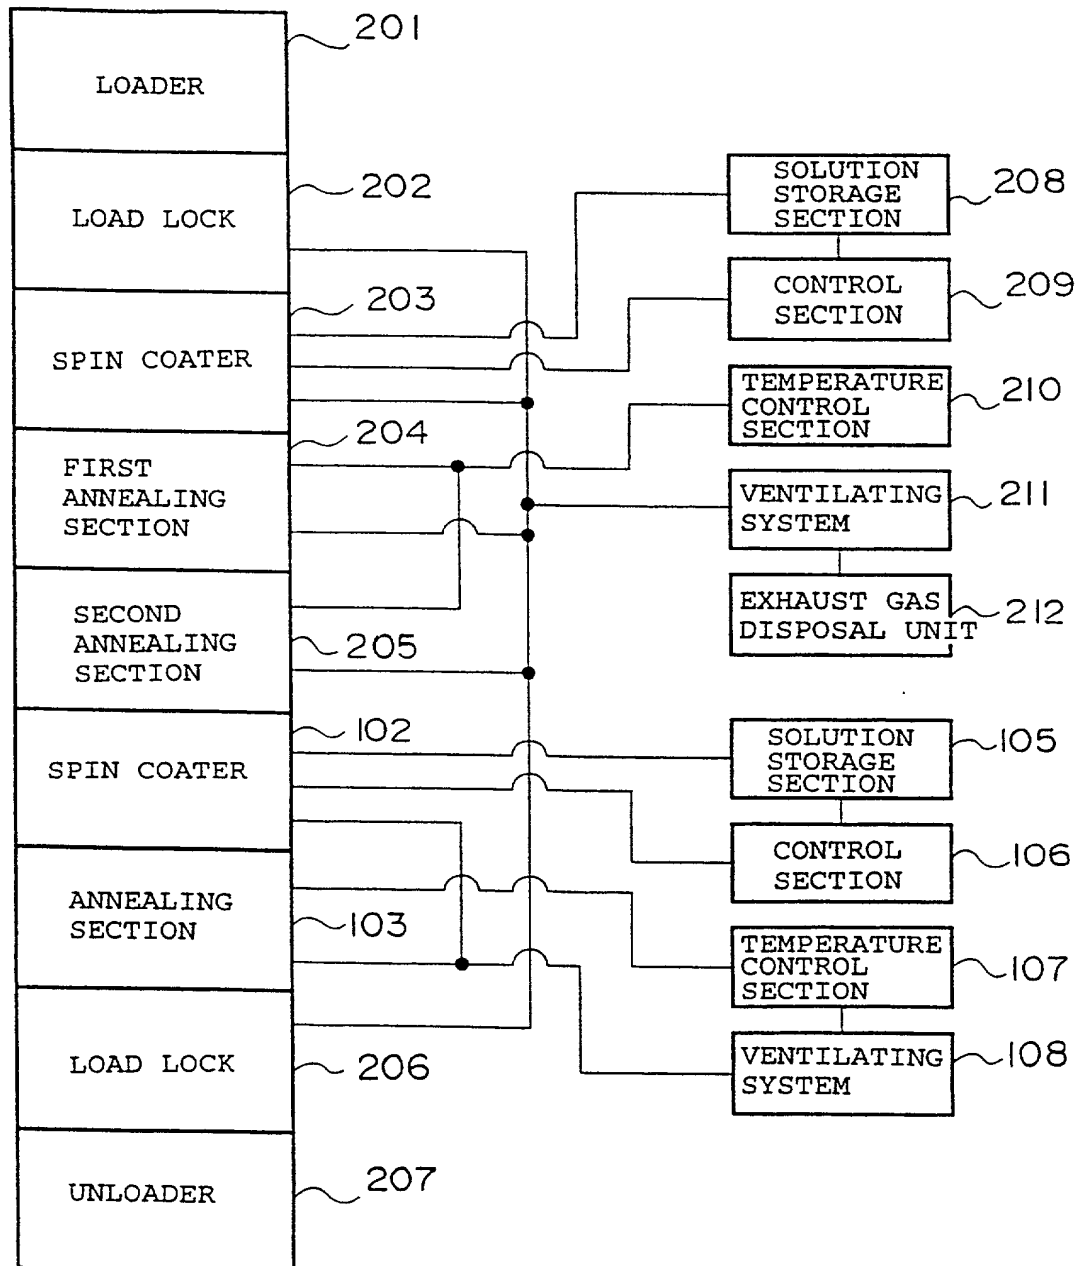 201
LOADER
202
LOAD LOCK
203
SPIN COATER
204
FIRST
ANNEALING
SECTION
SECOND
ANNEALING
SECTION
205
102
SPIN COATER
ANNEALING
SECTION
103
LOAD LOCK
206
UNLOADER
207
SOLUTION
STORAGE
SECTION
208
CONTROL
SECTION
209
TEMPERATURE
CONTROL
SECTION
210
VENTILATING
SYSTEM
211
EXHAUST GAS
DISPOSAL UNIT
212
SOLUTION
STORAGE
SECTION
105
CONTROL
SECTION
106
TEMPERATURE
CONTROL
SECTION
107
VENTILATING
SYSTEM
108